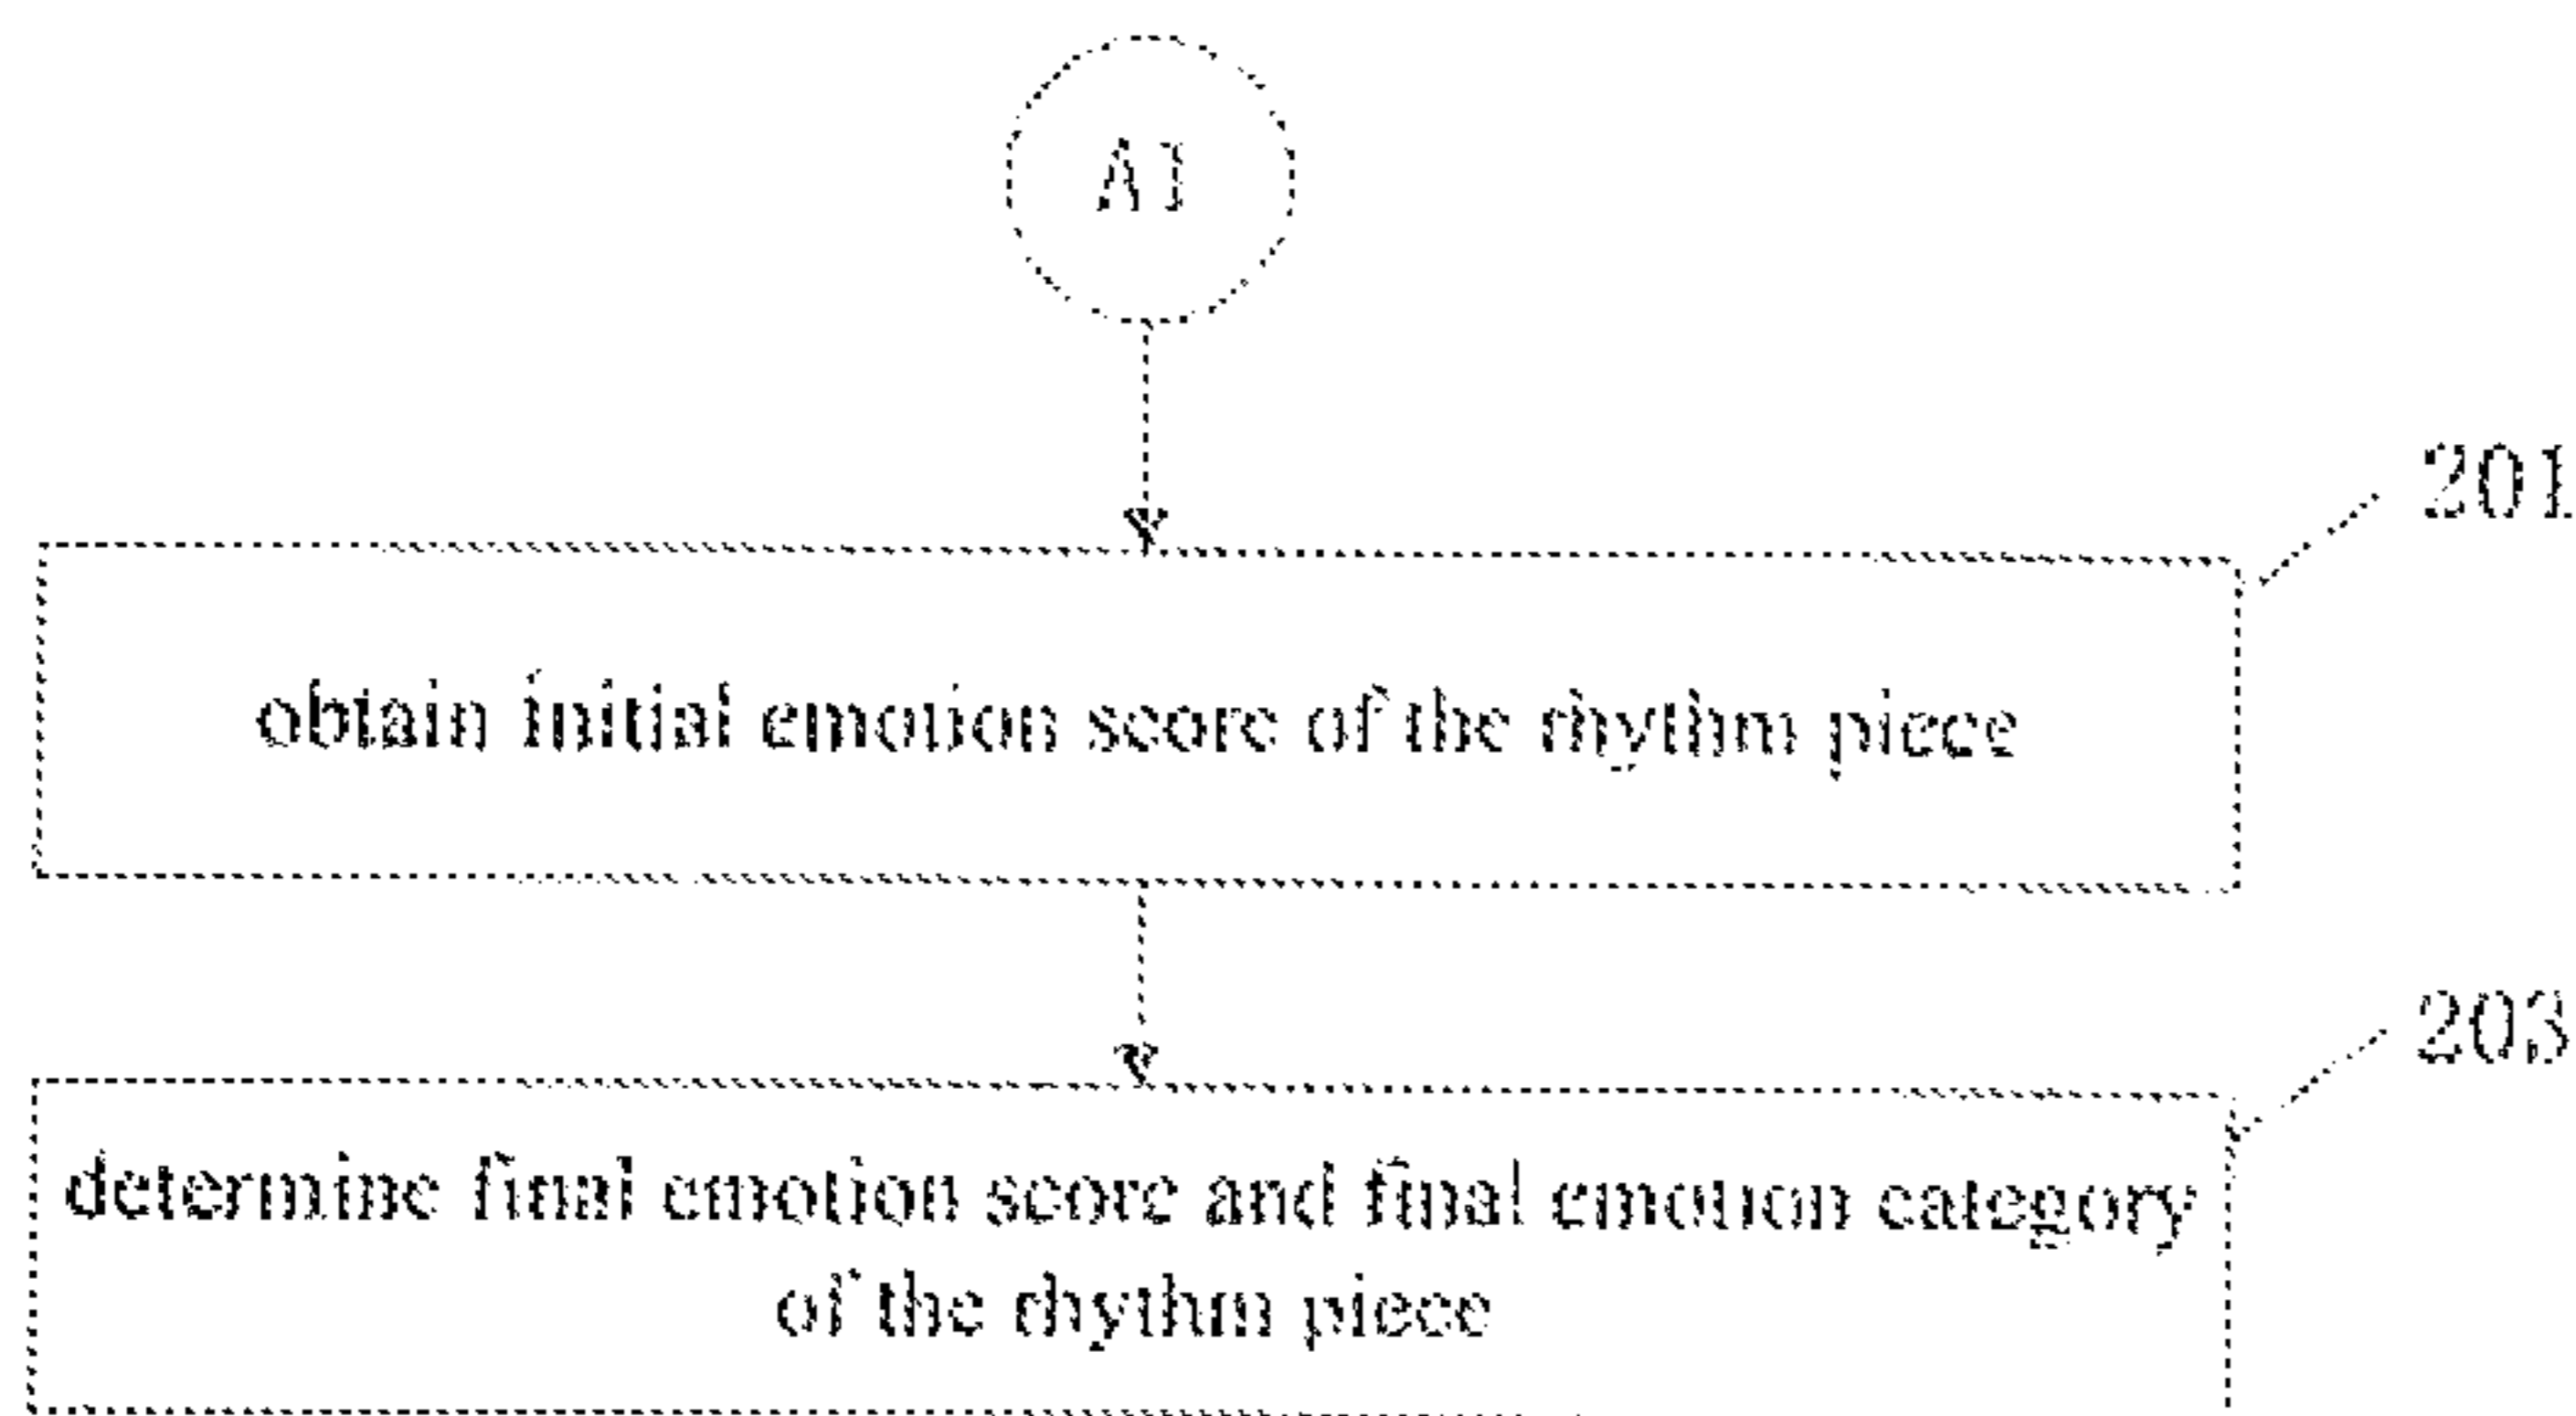 A1
201
obtain initial emotion score of the rhythm piece
203
determine final emotion score and final emotion category
of the rhythm piece